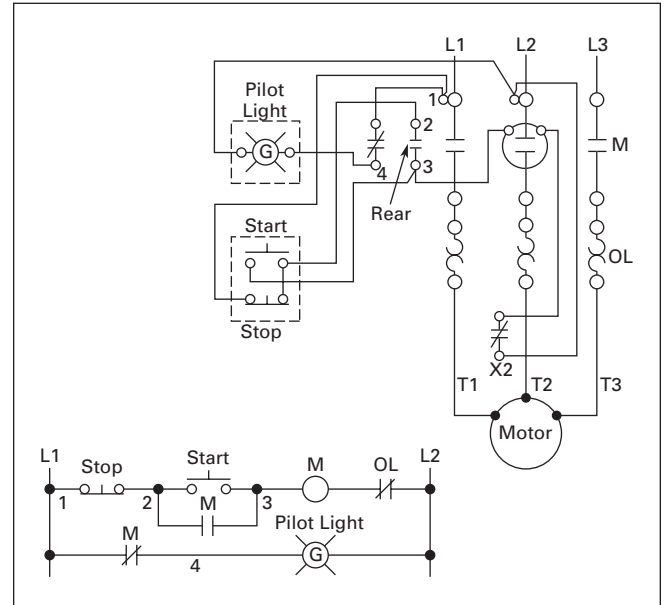 L1 L2 L3
Pilot
Light
1
G
2
M
4 3
Rear
Start
OL
Stop
X2
T1 T2 T3
Motor
L1 Stop Start M OL L2
1 2 3
M
Pilot Light
M
4
G